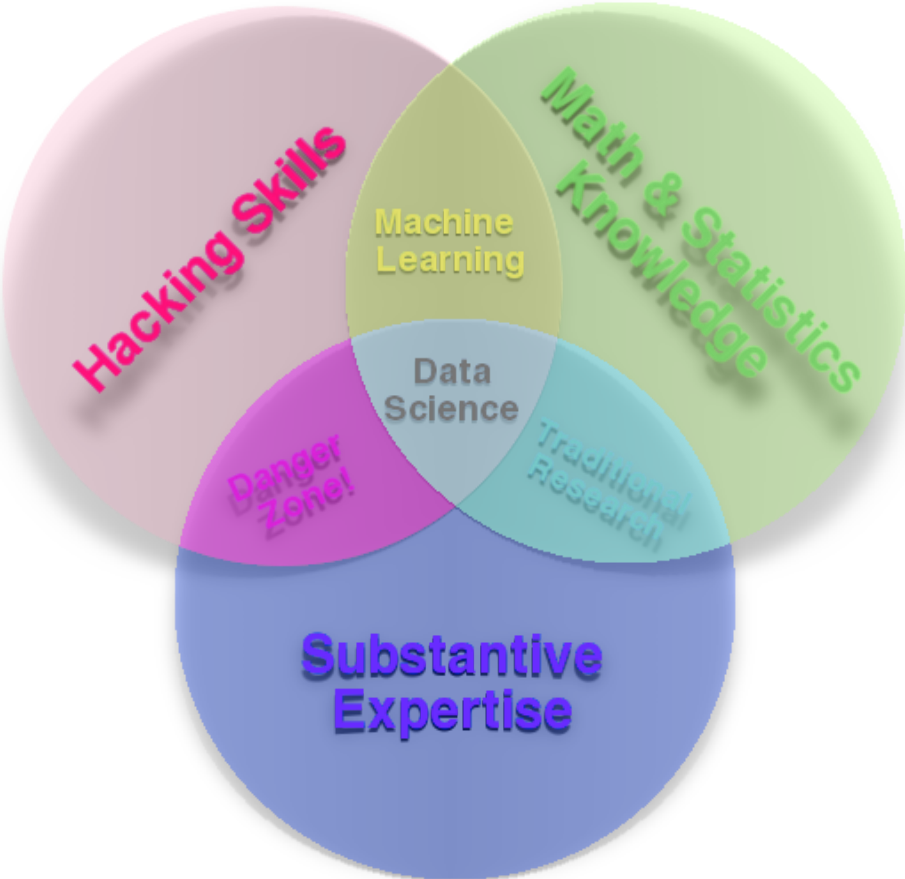 Hacking Skills
Math & Statistics
Knowledge
Machine
Learning
Data
Science
Danger
Zone!
Traditional
Research
Substantive
Expertise